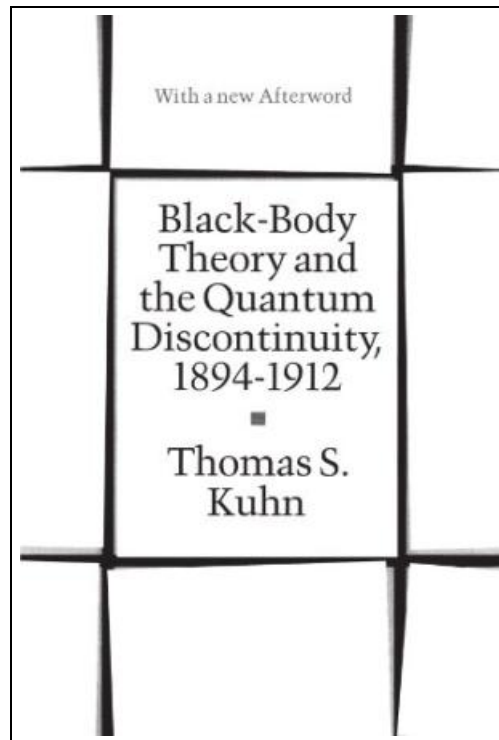 With a new Afterword
Black-Body
Theory and
the Quantum
Discontinuity,
1894-1912
Thomas S.
Kuhn